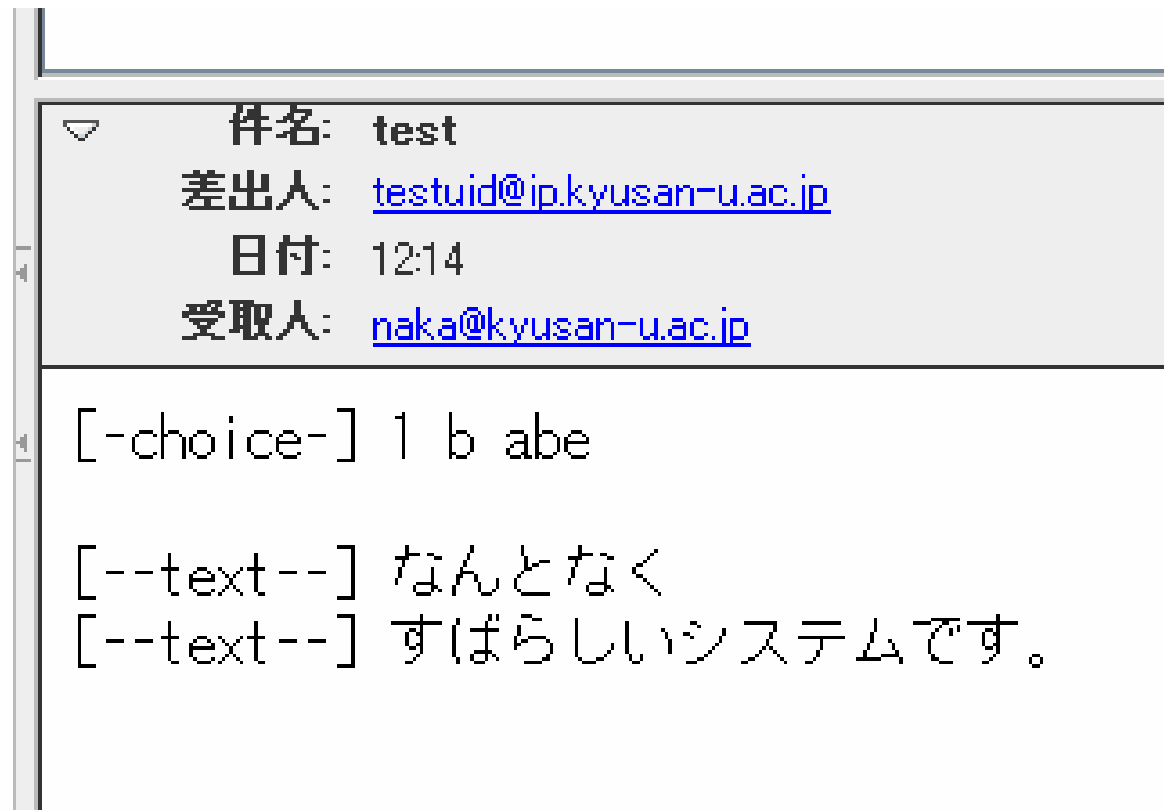 件名: test
差出人: testuid@ip.kyusan-u.ac.jp
日付: 12:14
受取人: naka@kyusan-u.ac.jp
[-choice-] 1 b abe
[--text--] なんとなく
[--text--] すばらしいシステムです。